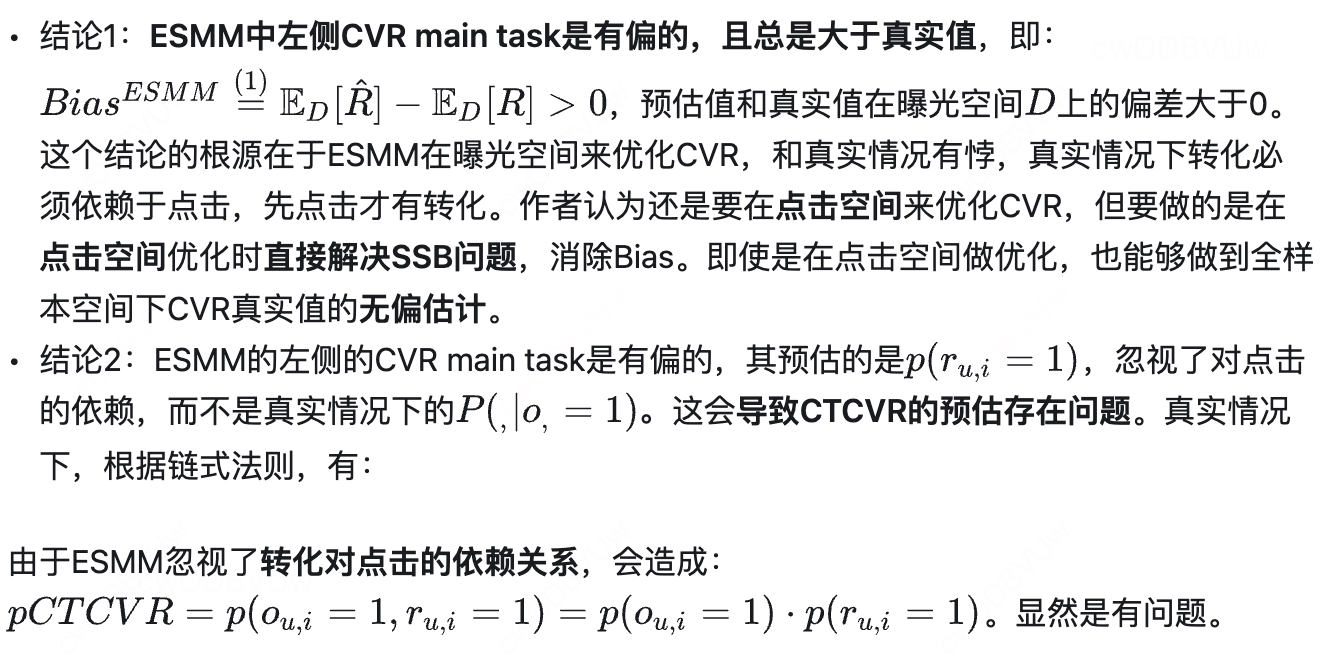 • 结论1：ESMM中左侧CVR main task是有偏的，且总是大于真实值，即：
$Bias^{ESMM} \stackrel{(1)}{=} \mathbb{E}_D[\hat{R}] - \mathbb{E}_D[R] > 0$，预估值和真实值在曝光空间$D$上的偏差大于0。
这个结论的根源在于ESMM在曝光空间来优化CVR，和真实情况有悖，真实情况下转化必
须依赖于点击，先点击才有转化。作者认为还是要在点击空间来优化CVR，但要做的是在
点击空间优化时直接解决SSB问题，消除Bias。即使是在点击空间做优化，也能够做到全样
本空间下CVR真实值的无偏估计。
• 结论2：ESMM的左侧的CVR main task是有偏的，其预估的是$p(r_{u,i} = 1)$，忽视了对点击
的依赖，而不是真实情况下的$P(_{,}|o_{,} = 1)$。这会导致CTCVR的预估存在问题。真实情况
下，根据链式法则，有：
由于ESMM忽视了转化对点击的依赖关系，会造成：
$pCTCVR = p(o_{u,i} = 1, r_{u,i} = 1) = p(o_{u,i} = 1) \cdot p(r_{u,i} = 1)$。显然是有问题。